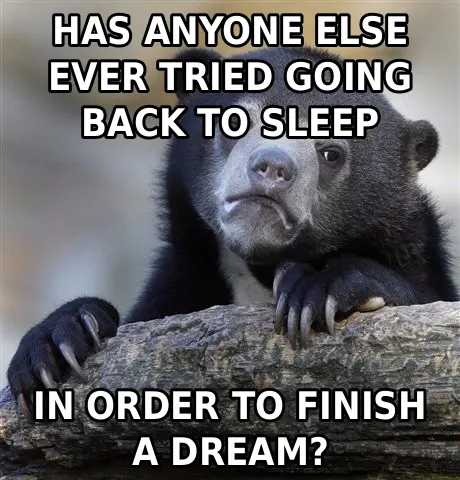 HAS ANYONE ELSE
EVER TRIED GOING
BACK TO SLEEP
IN ORDER TO FINISH
A DREAM?